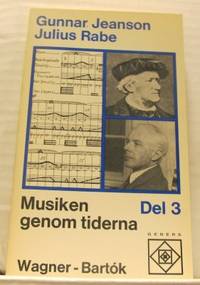 Gunnar Jeanson
Julius Rabe
Musiken
genom tiderna
Del 3
GEBERS
Wagner - Bartók